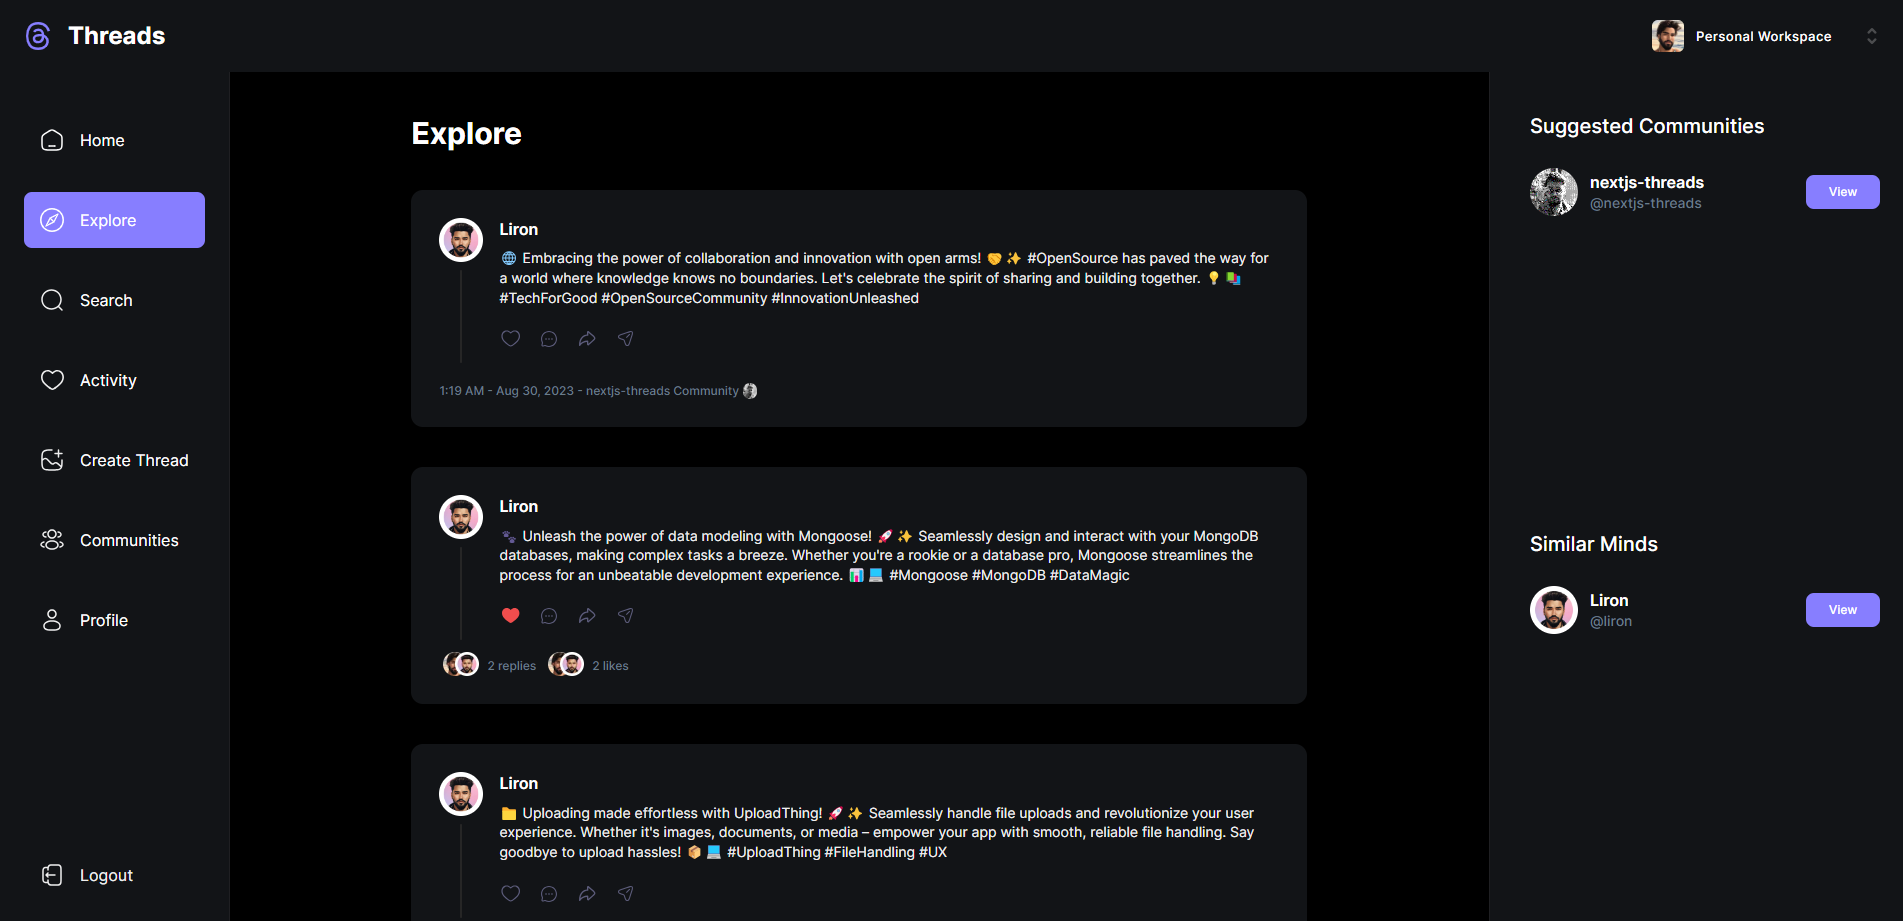 Threads
Personal Workspace
Home
Explore
Search
Activity
Create Thread
Communities
Profile
Logout
Explore
Liron
🌐 Embracing the power of collaboration and innovation with open arms! 🤝 ✨ #OpenSource has paved the way for
a world where knowledge knows no boundaries. Let's celebrate the spirit of sharing and building together. 💡 📚
#TechForGood #OpenSourceCommunity #InnovationUnleashed
1:19 AM - Aug 30, 2023 - nextjs-threads Community
Liron
🐾 Unleash the power of data modeling with Mongoose! 🚀 ✨ Seamlessly design and interact with your MongoDB
databases, making complex tasks a breeze. Whether you're a rookie or a database pro, Mongoose streamlines the
process for an unbeatable development experience. 📊 💻 #Mongoose #MongoDB #DataMagic
2 replies 2 likes
Liron
📁 Uploading made effortless with UploadThing! 🚀 ✨ Seamlessly handle file uploads and revolutionize your user
experience. Whether it's images, documents, or media – empower your app with smooth, reliable file handling. Say
goodbye to upload hassles! 📦 💻 #UploadThing #FileHandling #UX
Suggested Communities
nextjs-threads
@nextjs-threads
View
Similar Minds
Liron
@liron
View